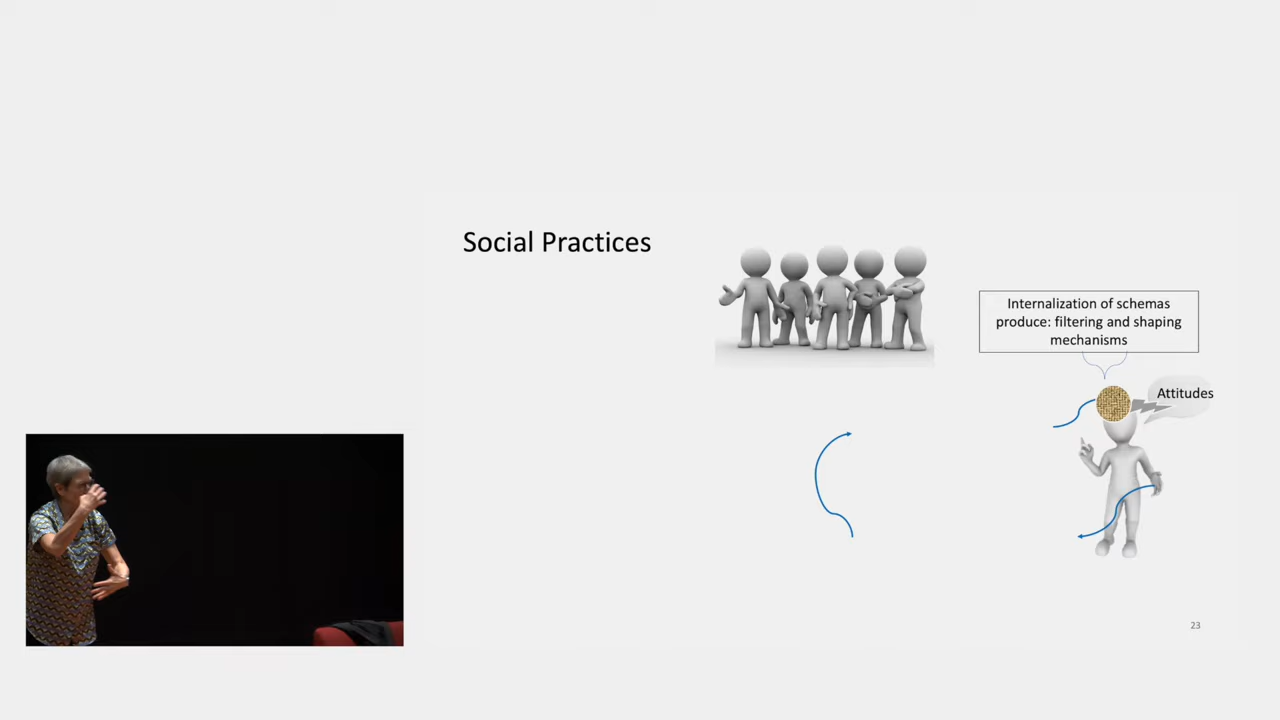 Social Practices
Internalization of schemas
produce: filtering and shaping
mechanisms
Attitudes
23